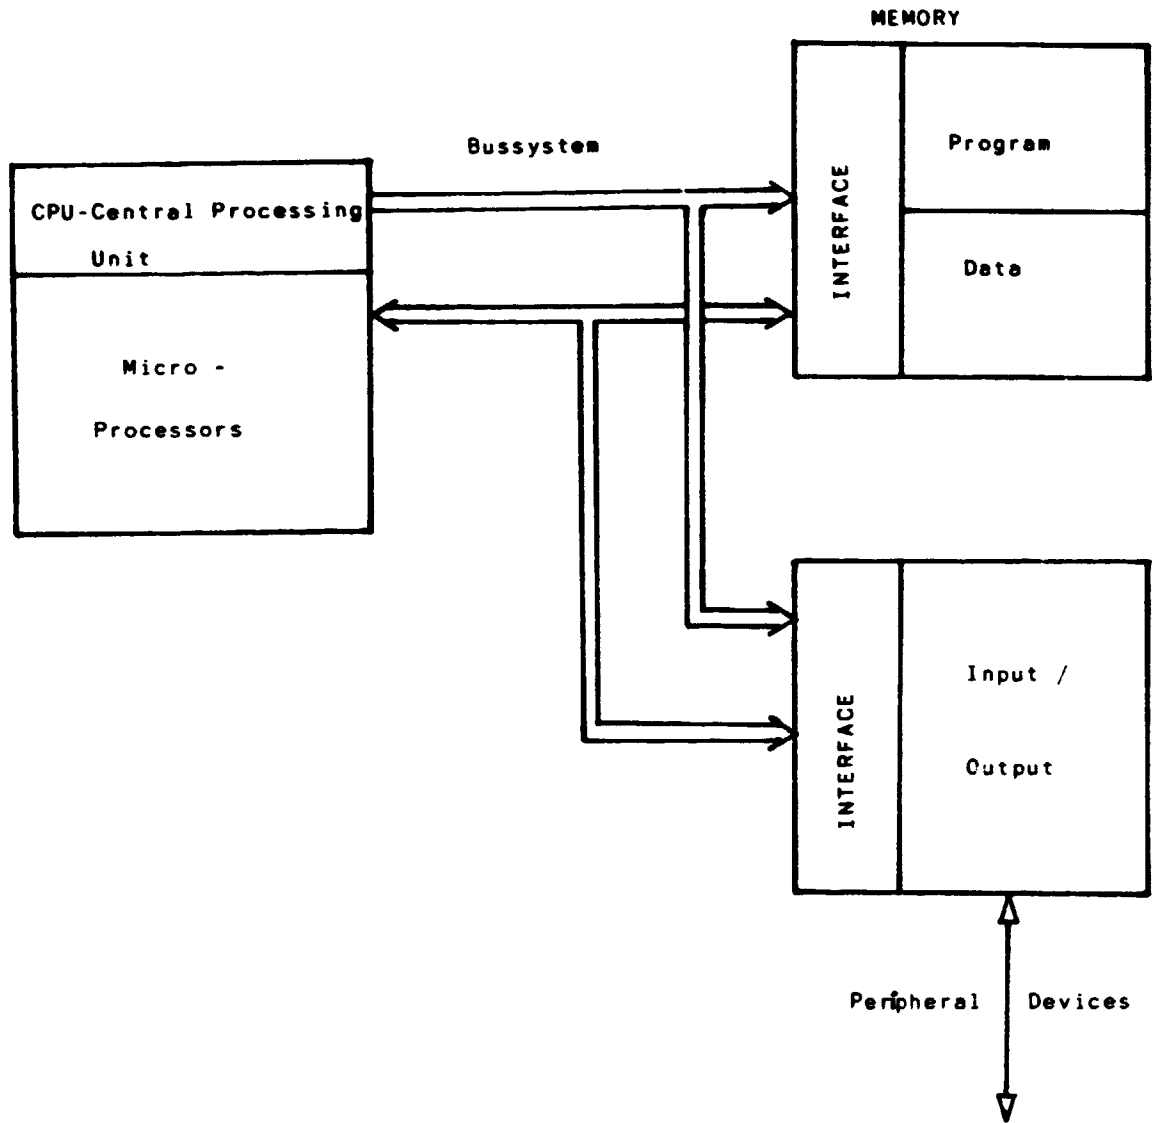 MEMORY
Bussystem
CPU-Central Processing
Unit
Micro -
Processors
INTERFACE
Program
Data
INTERFACE
Input /
Output
Peripheral Devices